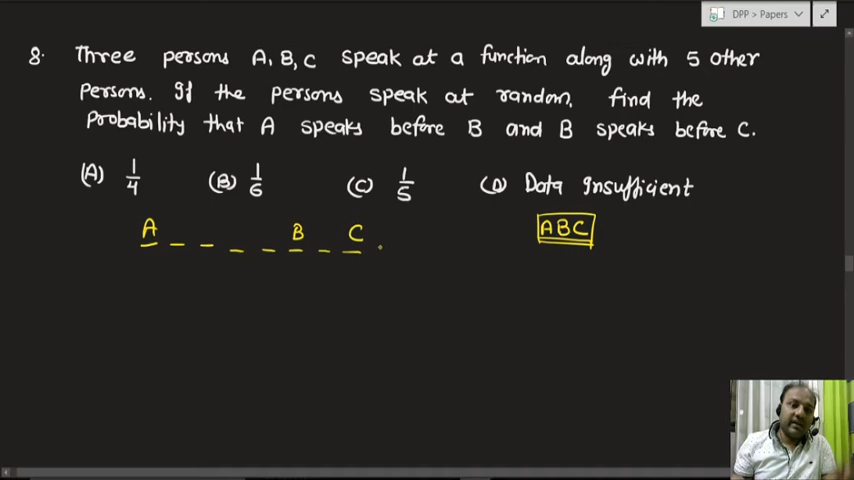 DPP > Papers
8. Three persons A, B, C speak at a function along with 5 other
persons. If the persons speak at random, find the
Probability that A speaks before B and B speaks before C.
(A) 1/4 (B) 1/6 (C) 1/5 (D) Data Insufficient
A B C
ABC